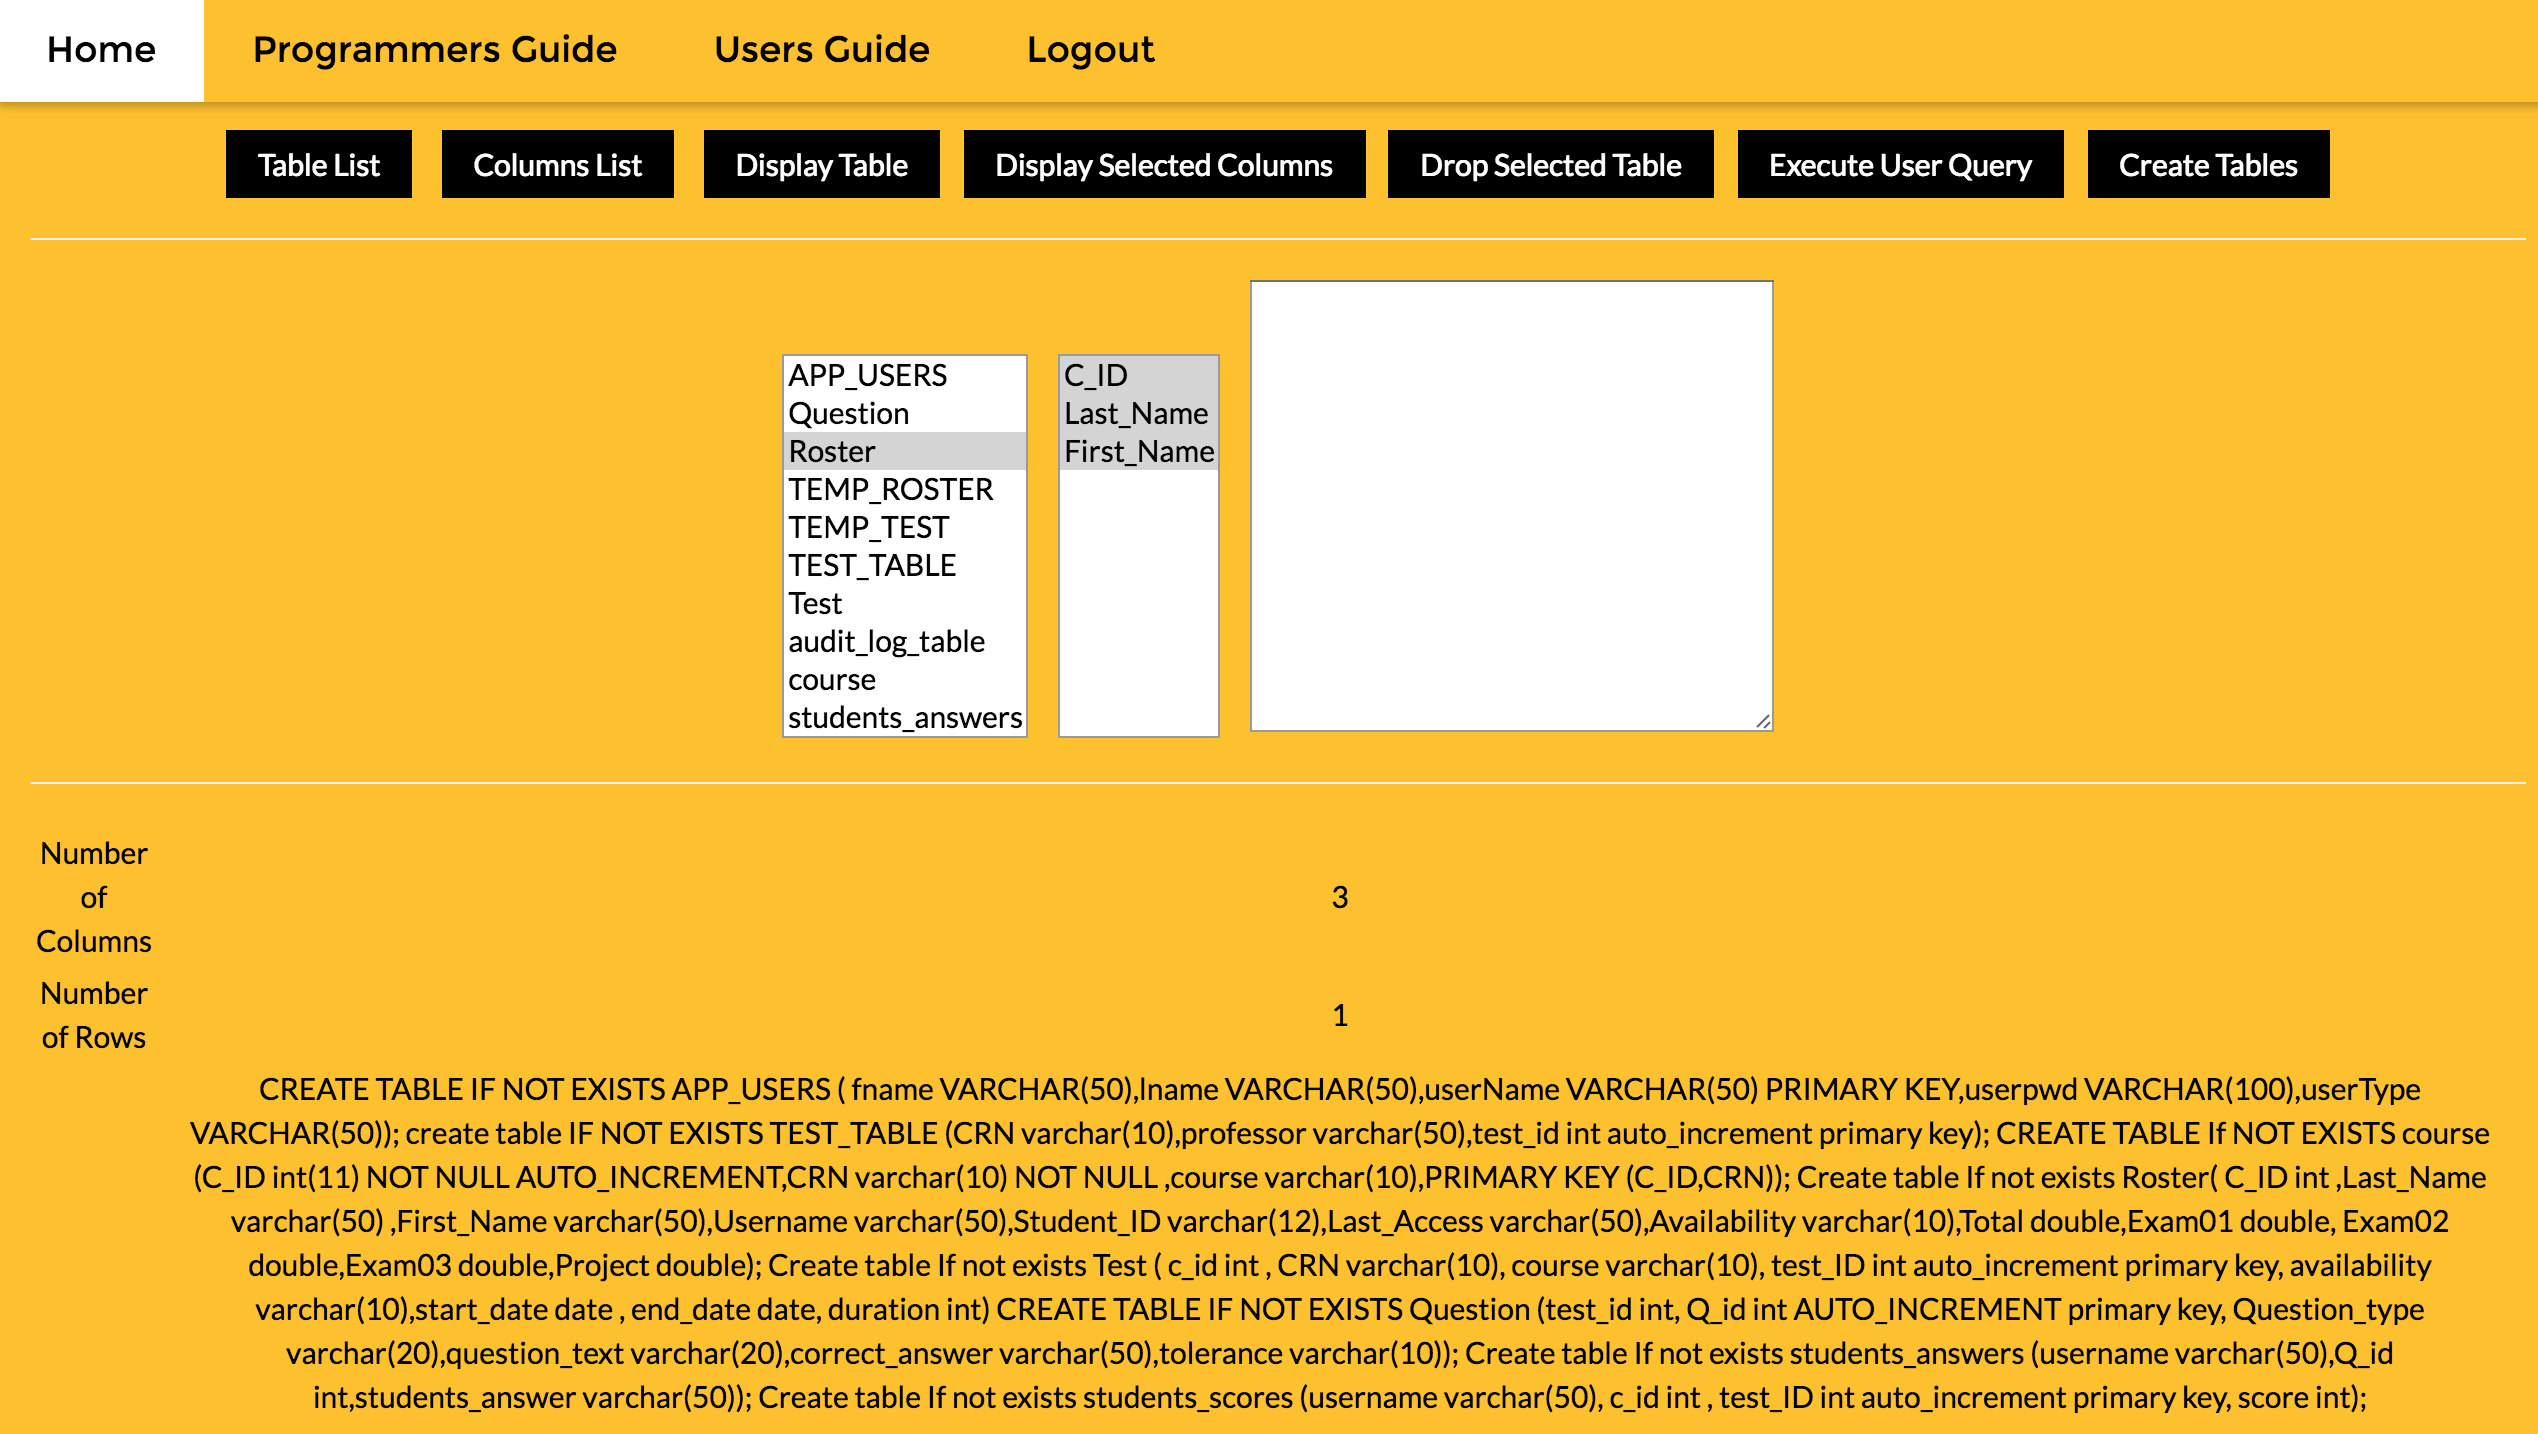 Home Programmers Guide Users Guide Logout
Table List Columns List Display Table Display Selected Columns Drop Selected Table Execute User Query Create Tables
APP_USERS
Question
Roster
TEMP_ROSTER
TEMP_TEST
TEST_TABLE
Test
audit_log_table
course
students_answers
C_ID
Last_Name
First_Name
Number
of
Columns
3
Number
of Rows
1
CREATE TABLE IF NOT EXISTS APP_USERS ( fname VARCHAR(50),lname VARCHAR(50),userName VARCHAR(50) PRIMARY KEY,userpwd VARCHAR(100),userType
VARCHAR(50)); create table IF NOT EXISTS TEST_TABLE (CRN varchar(10),professor varchar(50),test_id int auto_increment primary key); CREATE TABLE If NOT EXISTS course
(C_ID int(11) NOT NULL AUTO_INCREMENT,CRN varchar(10) NOT NULL ,course varchar(10),PRIMARY KEY (C_ID,CRN)); Create table If not exists Roster( C_ID int ,Last_Name
varchar(50) ,First_Name varchar(50),Username varchar(50),Student_ID varchar(12),Last_Access varchar(50),Availability varchar(10),Total double,Exam01 double, Exam02
double,Exam03 double,Project double); Create table If not exists Test ( c_id int , CRN varchar(10), course varchar(10), test_ID int auto_increment primary key, availability
varchar(10),start_date date , end_date date, duration int) CREATE TABLE IF NOT EXISTS Question (test_id int, Q_id int AUTO_INCREMENT primary key, Question_type
varchar(20),question_text varchar(20),correct_answer varchar(50),tolerance varchar(10)); Create table If not exists students_answers (username varchar(50),Q_id
int,students_answer varchar(50)); Create table If not exists students_scores (username varchar(50), c_id int , test_ID int auto_increment primary key, score int);